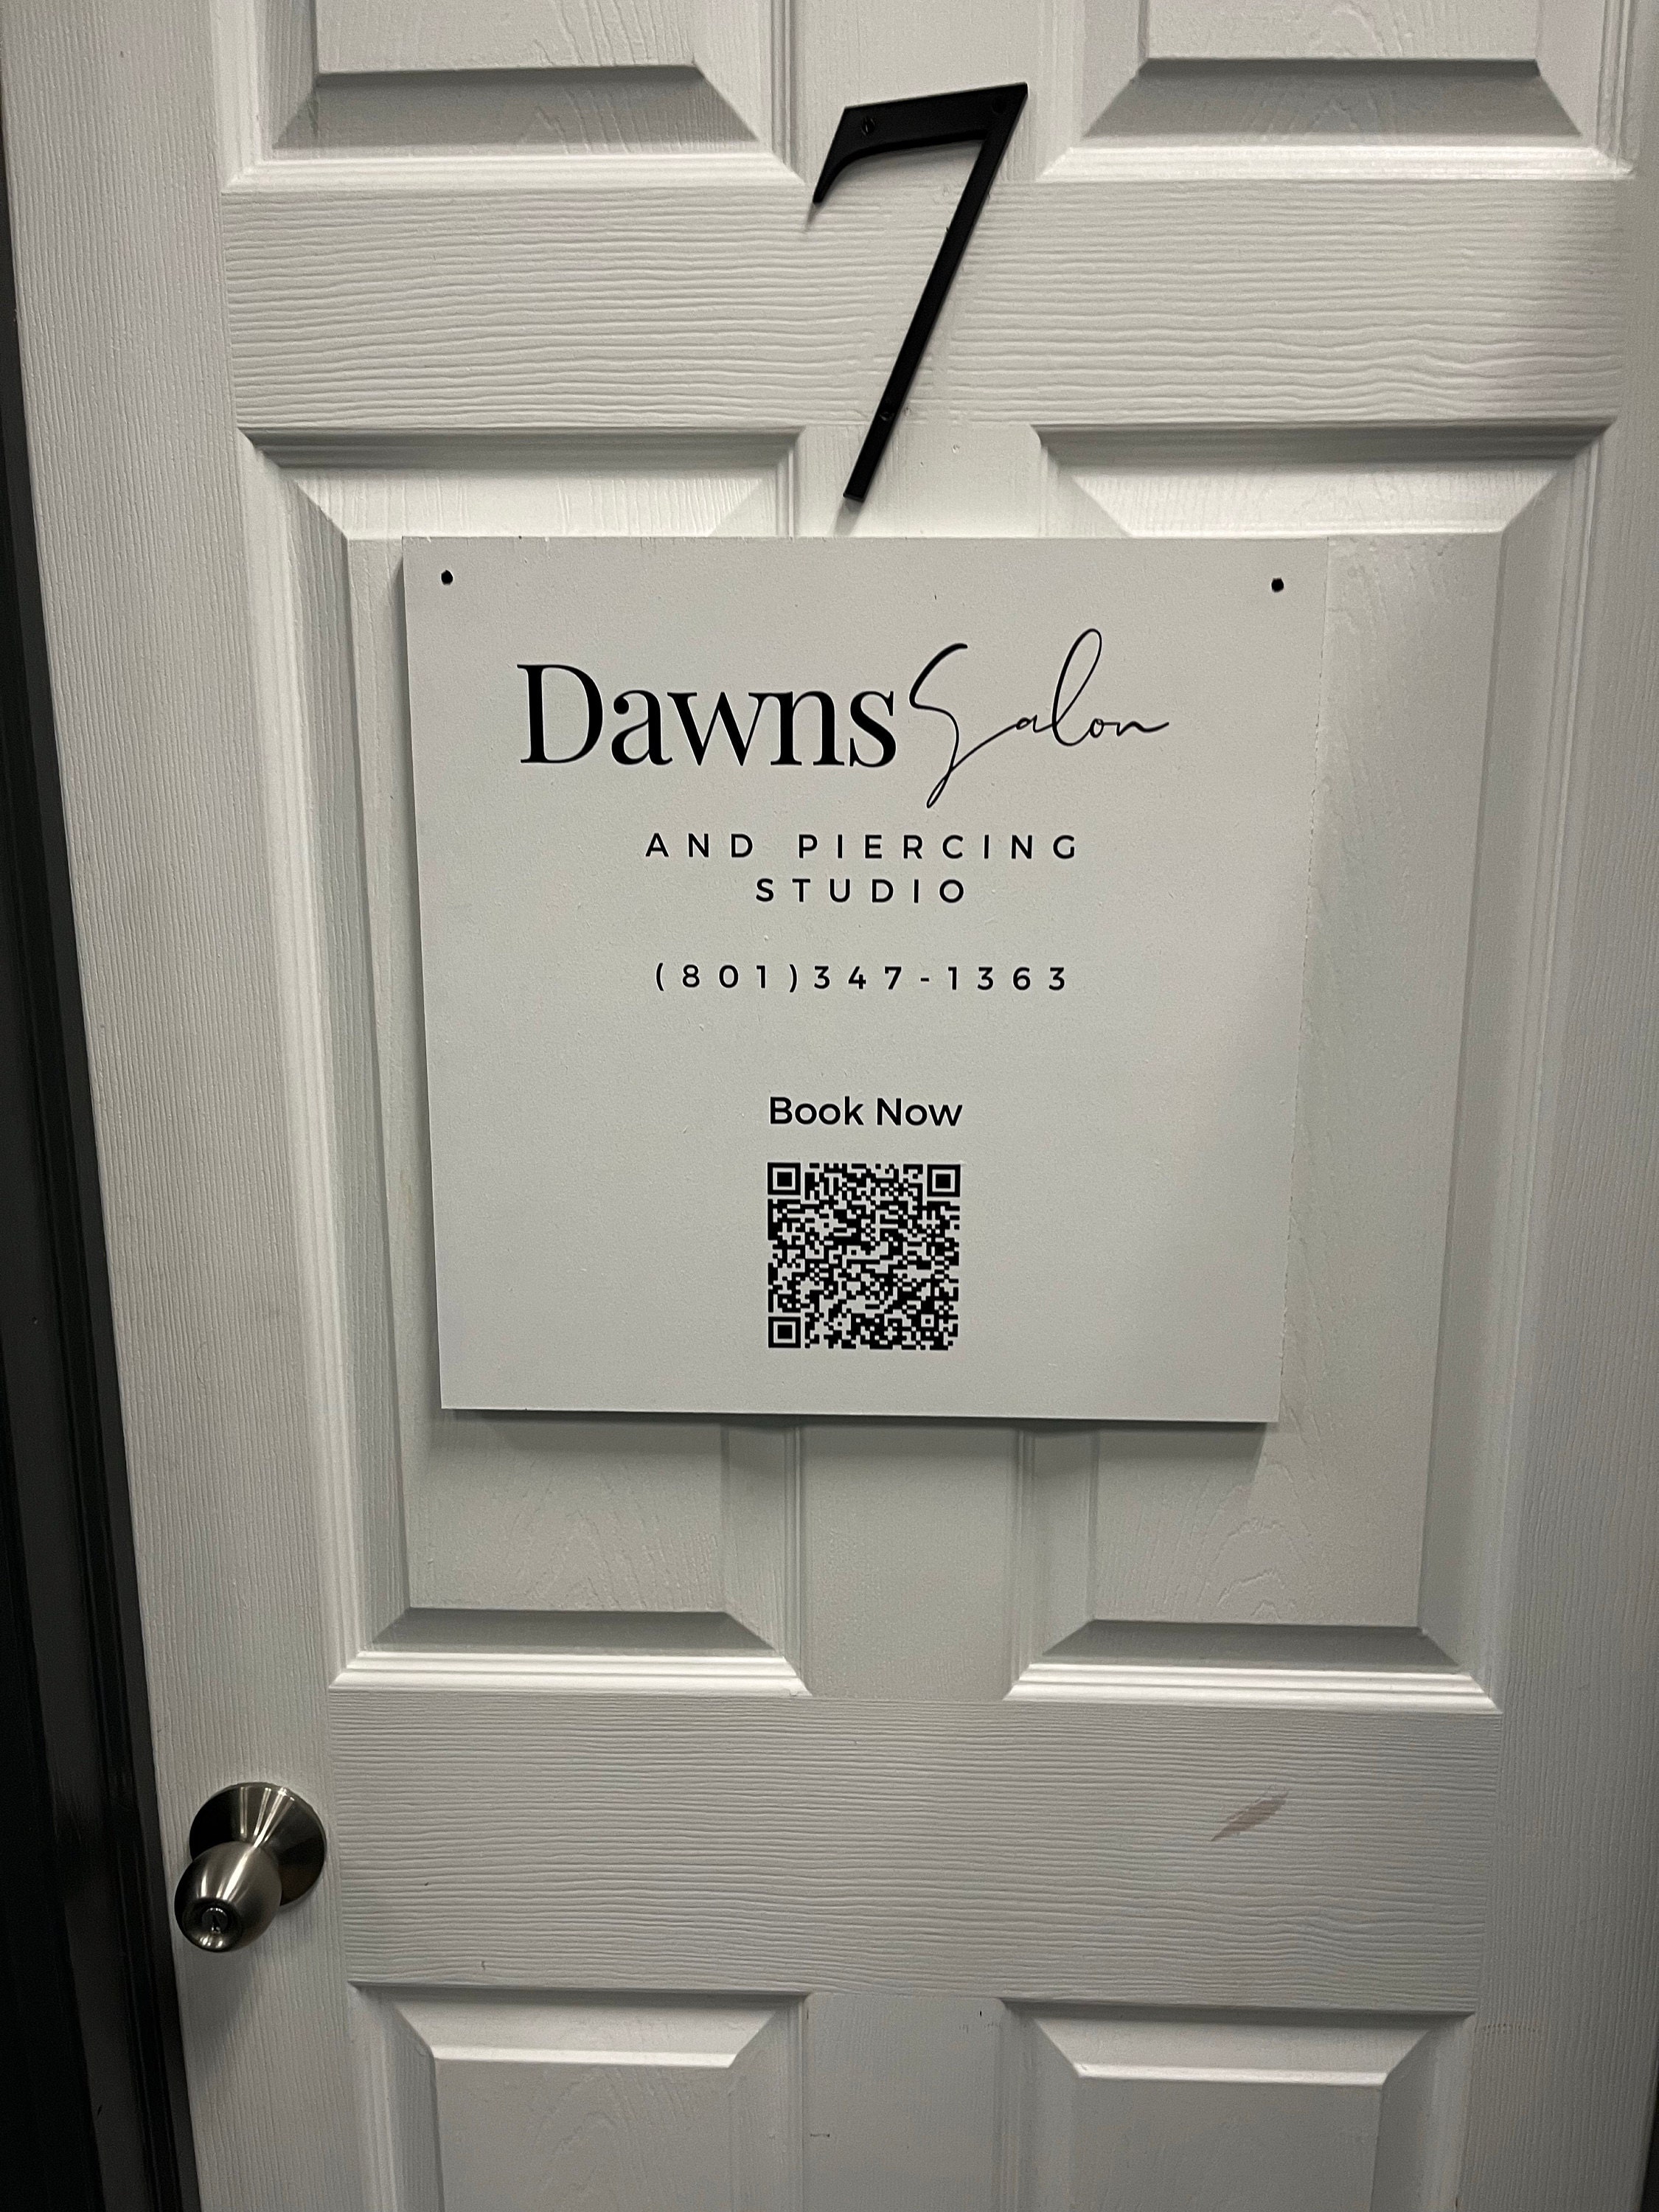 7
Dawns Salon
AND PIERCING
STUDIO
(801)347-1363
Book Now